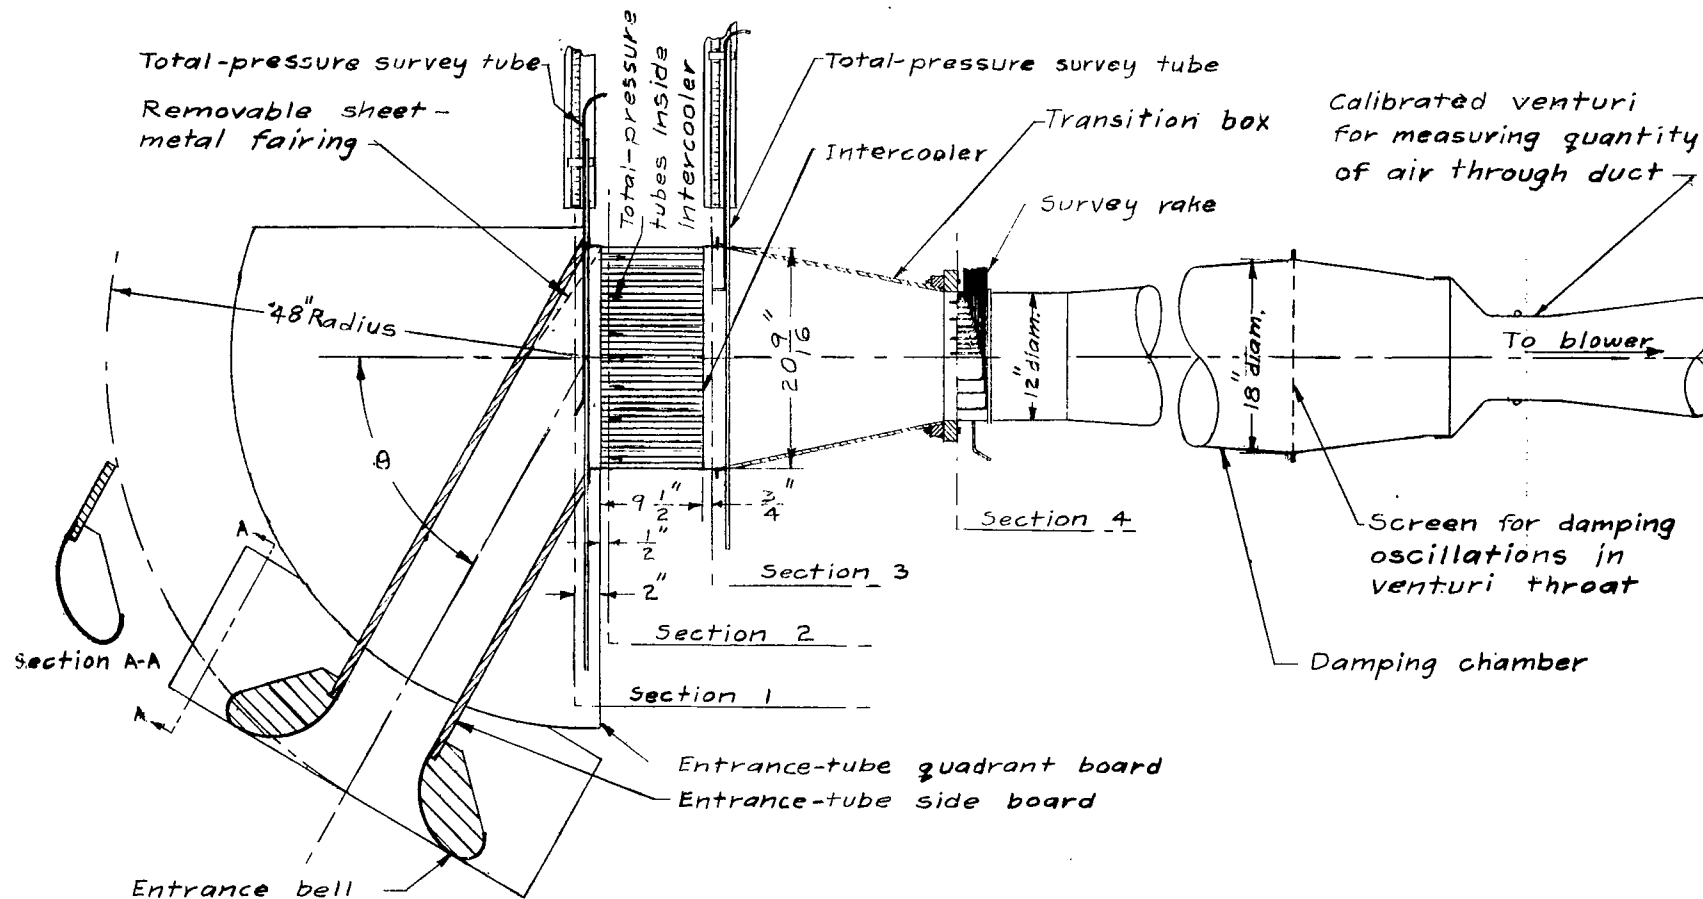 Total-pressure survey tube
Removable sheet-
metal fairing
Total-pressure
tubes inside
intercooler
Total-pressure survey tube
Transition box
Intercooler
Survey rake
Calibrated venturi
for measuring quantity
of air through duct
48" Radius
20 9/16"
12" diam.
18" diam.
To blower
θ
9 1/2"
3/4"
1/2"
2"
Section 4
Section 3
Section 2
Section 1
A
A
Section A-A
Screen for damping
oscillations in
venturi throat
Damping chamber
Entrance-tube quadrant board
Entrance-tube side board
Entrance bell